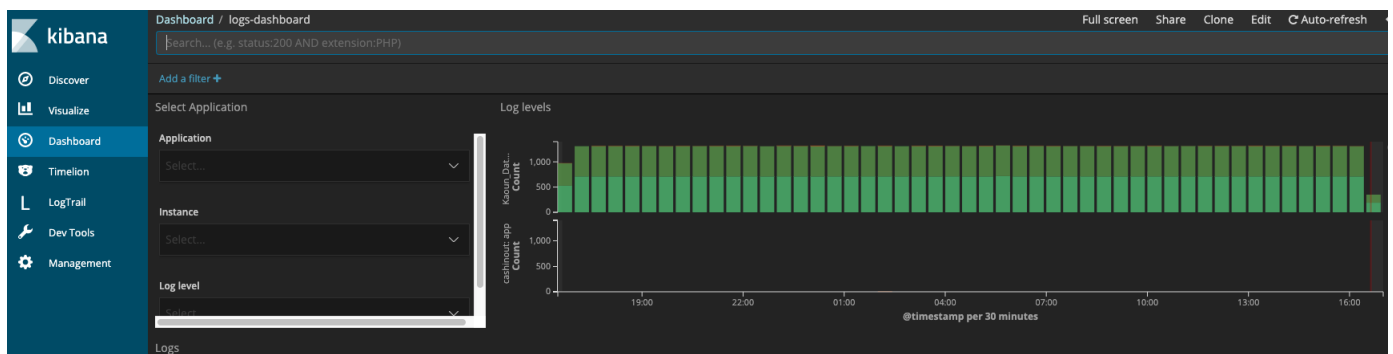 kibana
Discover
Visualize
Dashboard
Timelion
LogTrail
Dev Tools
Management
Dashboard / logs-dashboard
Full screen Share Clone Edit Auto-refresh
Search... (e.g. status:200 AND extension:PHP)
Add a filter +
Select Application
Application
Select...
Instance
Select...
Log level
Select...
Log levels
Kaoun_Dat...
Count
1,000
500
0
cashinout: app
Count
1,000
500
0
19:00 22:00 01:00 04:00 07:00 10:00 13:00 16:00
@timestamp per 30 minutes
Logs